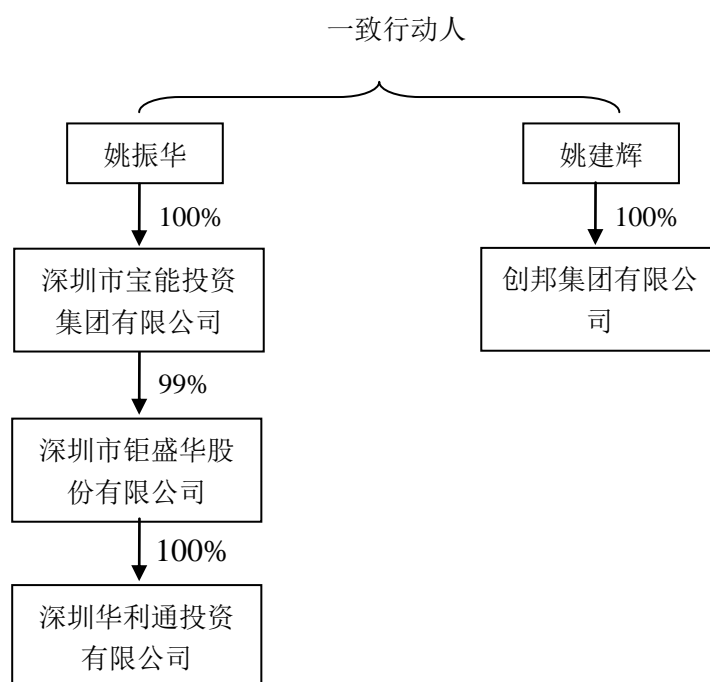 一致行动人
姚振华
姚建辉
100%
100%
深圳市宝能投资
集团有限公司
创邦集团有限公
司
99%
深圳市钜盛华股
份有限公司
100%
深圳华利通投资
有限公司